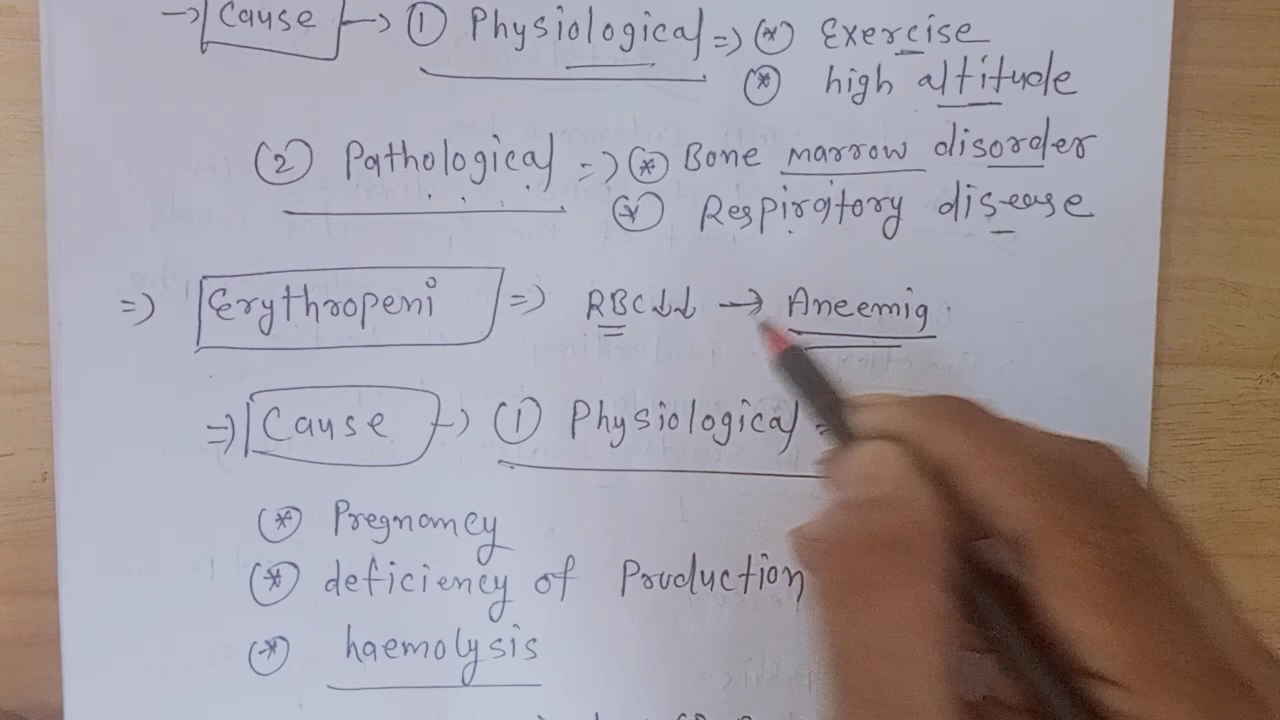 → Cause → ① Physiological => (*) Exercise
(*) high altitude
(2) Pathological => (*) Bone marrow disorder
(*) Respiratory disease
=> Erythropeni => RBC↓↓ → Aneemia
=> Cause → ① Physiological =
(*) Pregnancy
(*) deficiency of Production
(*) haemolysis